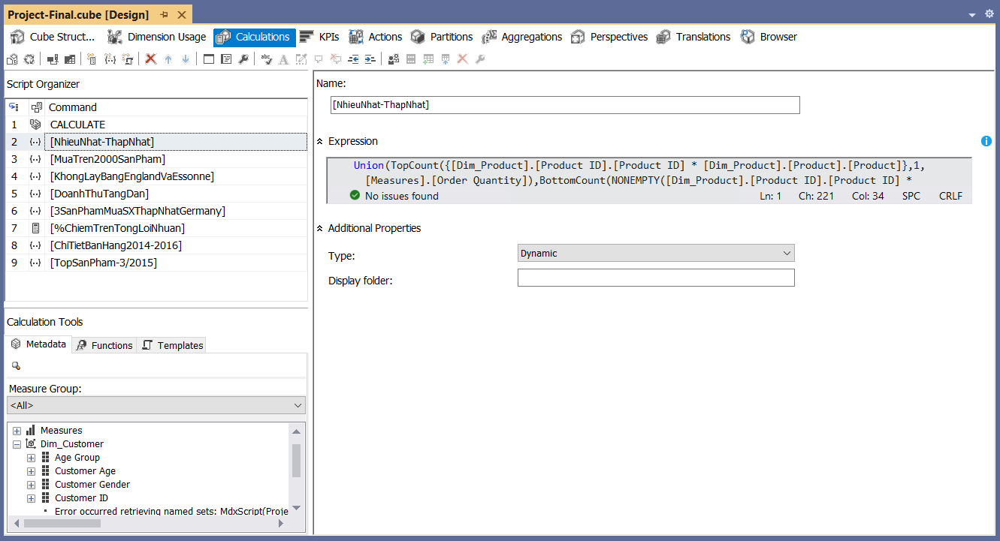 Project-Final.cube [Design]
Cube Struct... Dimension Usage Calculations KPIs Actions Partitions Aggregations Perspectives Translations Browser
Script Organizer
Command
1 CALCULATE
2 [NhieuNhat-ThapNhat]
3 [MuaTren2000SanPham]
4 [KhongLayBangEnglandVaEssonne]
5 [DoanhThuTangDan]
6 [3SanPhamMuaSXThapNhatGermany]
7 [%ChiemTrenTongLoiNhuan]
8 [ChiTietBanHang2014-2016]
9 [TopSanPham-3/2015]
Calculation Tools
Metadata Functions Templates
Measure Group:
<All>
Measures
Dim_Customer
Age Group
Customer Age
Customer Gender
Customer ID
Error occurred retrieving named sets: MdxScript(Proje
Name:
[NhieuNhat-ThapNhat]
Expression
Union(TopCount({[Dim_Product].[Product ID].[Product ID] * [Dim_Product].[Product].[Product]},1,
[Measures].[Order Quantity]),BottomCount(NONEMPTY([Dim_Product].[Product ID].[Product ID] *
No issues found Ln: 1 Ch: 221 Col: 34 SPC CRLF
Additional Properties
Type: Dynamic
Display folder: